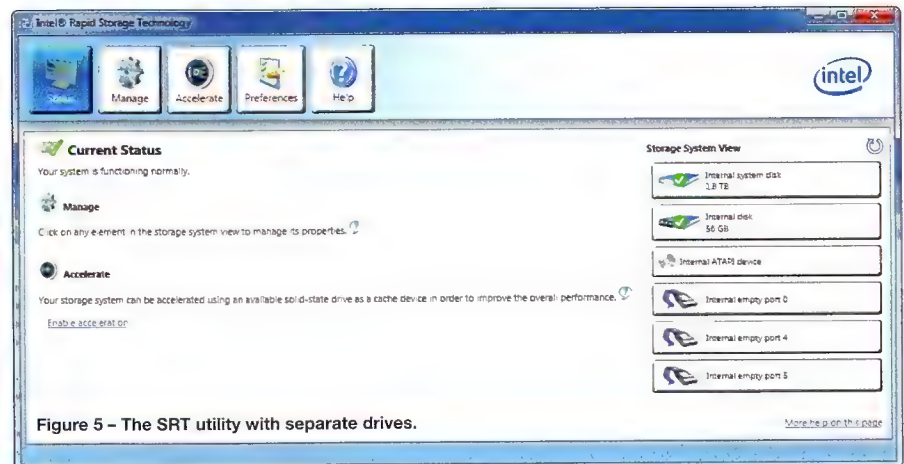 Intel® Rapid Storage Technology
Status
Manage
Accelerate
Preferences
Help
intel
Current Status
Your system is functioning normally.
Manage
Click on any element in the storage system view to manage its properties.
Accelerate
Your storage system can be accelerated using an available solid-state drive as a cache device in order to improve the overall performance.
Enable acceleration
Storage System View
Internal system disk
1.8 TB
Internal disk
56 GB
Internal ATAPI device
Internal empty port 0
Internal empty port 4
Internal empty port 5
More help on this page
Figure 5 – The SRT utility with separate drives.